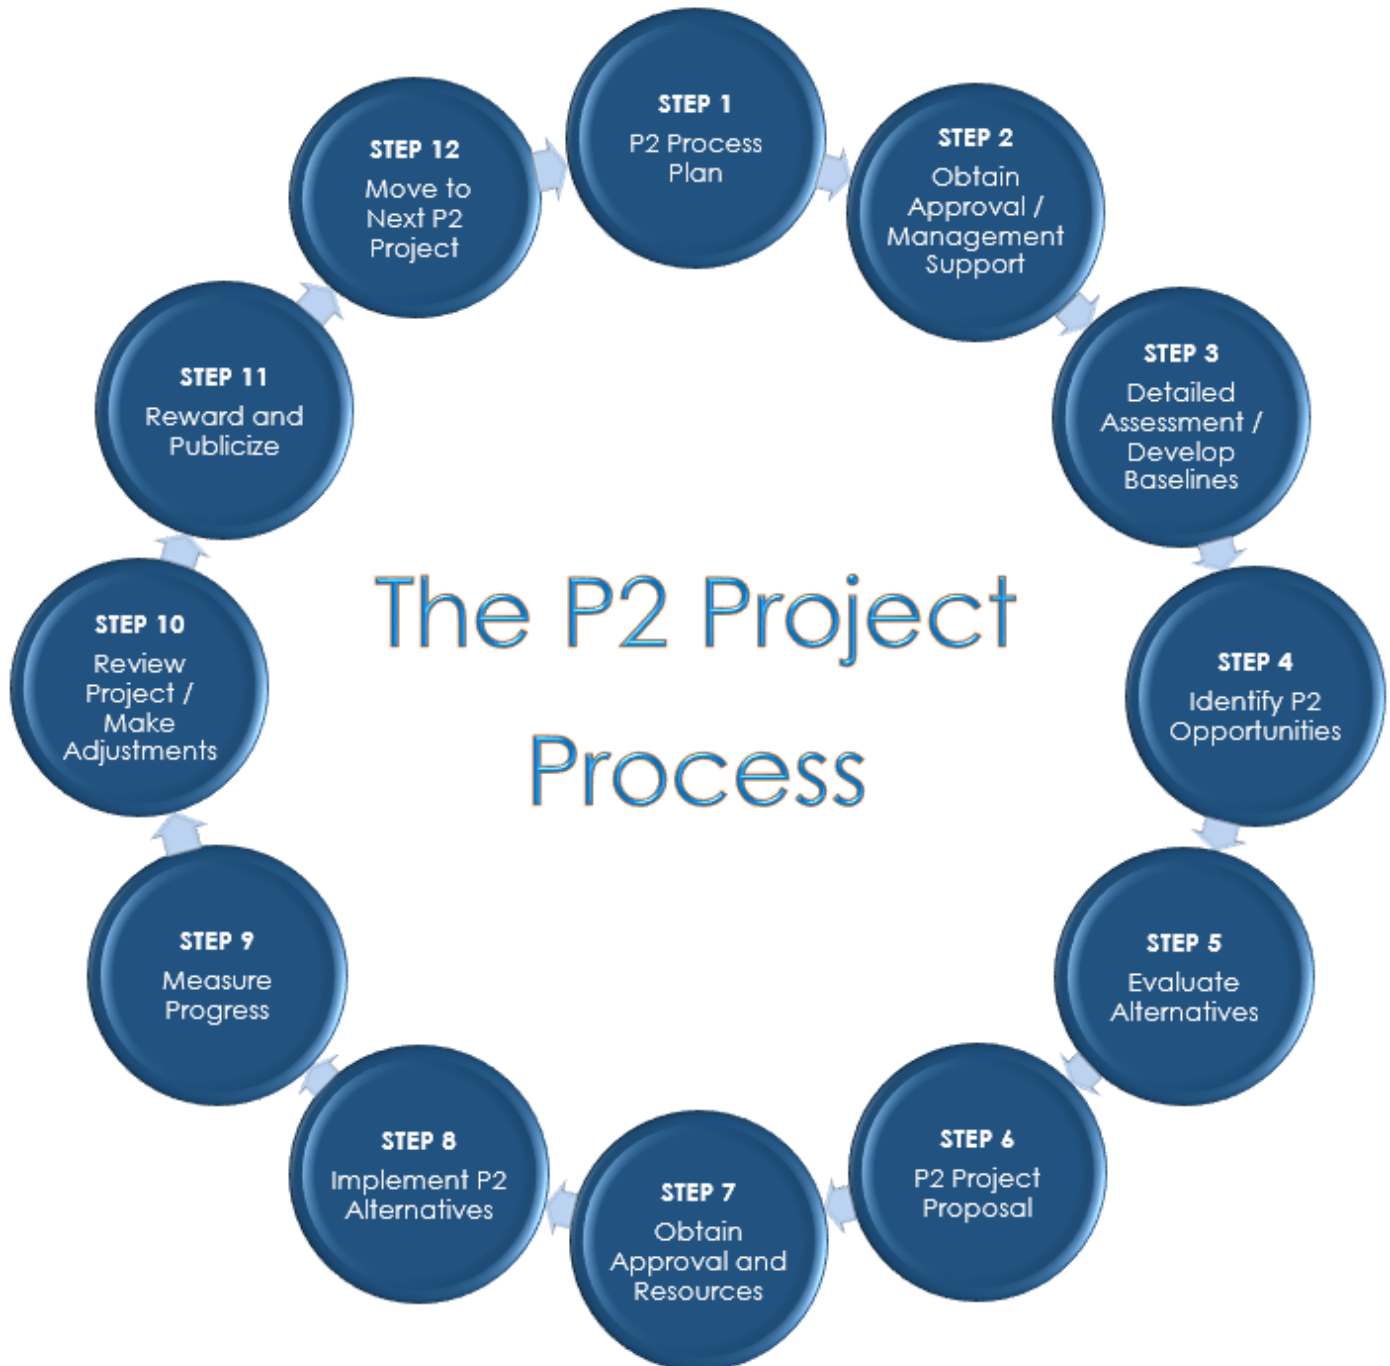 STEP 1
P2 Process
Plan
STEP 2
Obtain
Approval /
Management
Support
STEP 3
Detailed
Assessment /
Develop
Baselines
STEP 4
Identify P2
Opportunities
STEP 5
Evaluate
Alternatives
STEP 6
P2 Project
Proposal
STEP 7
Obtain
Approval and
Resources
STEP 8
Implement P2
Alternatives
STEP 9
Measure
Progress
STEP 10
Review
Project /
Make
Adjustments
STEP 11
Reward and
Publicize
STEP 12
Move to
Next P2
Project
The P2 Project
Process